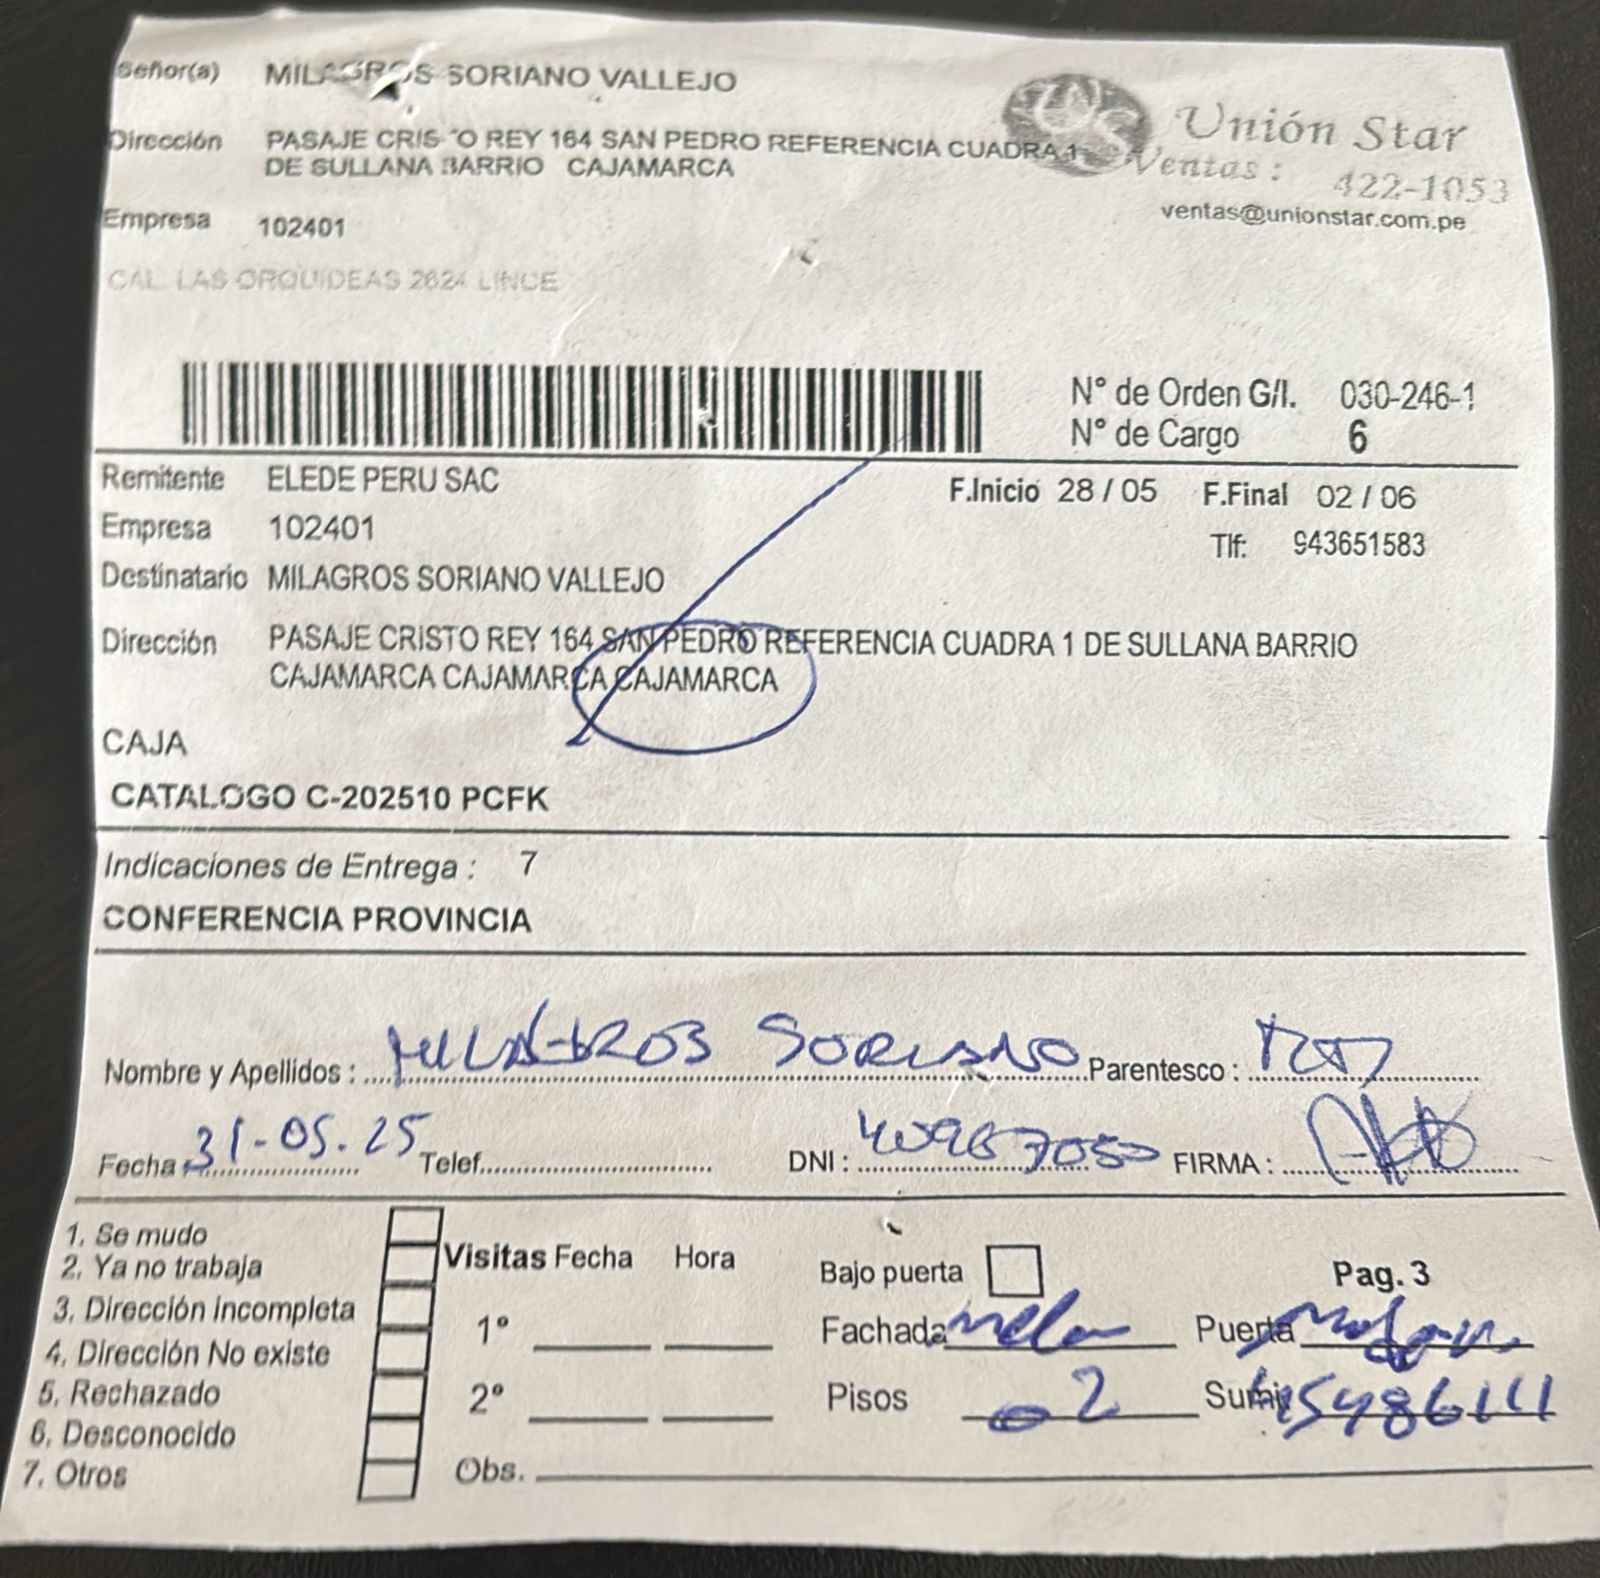 Señor(a) MILAGROS SORIANO VALLEJO
Unión Star
Dirección PASAJE CRISTO REY 164 SAN PEDRO REFERENCIA CUADRA 1
DE SULLANA BARRIO CAJAMARCA
Ventas: 422-1053
ventas@unionstar.com.pe
Empresa 102401
CAL. LAS ORQUIDEAS 2624 LINCE
N° de Orden G/I. 030-246-1
N° de Cargo 6
Remitente ELEDE PERU SAC
F.Inicio 28 / 05 F.Final 02 / 06
Empresa 102401
Tlf: 943651583
Destinatario MILAGROS SORIANO VALLEJO
Dirección PASAJE CRISTO REY 164 SAN PEDRO REFERENCIA CUADRA 1 DE SULLANA BARRIO
CAJAMARCA CAJAMARCA CAJAMARCA
CAJA
CATALOGO C-202510 PCFK
Indicaciones de Entrega : 7
CONFERENCIA PROVINCIA
Nombre y Apellidos : MILAGROS SORIANO Parentesco :
Fecha 31-05.25 Telef. DNI : FIRMA :
1. Se mudo
2. Ya no trabaja
3. Dirección incompleta
4. Dirección No existe
5. Rechazado
6. Desconocido
7. Otros
Visitas Fecha Hora
1°
2°
Obs.
Bajo puerta
Pag. 3
Fachada Puerta
Pisos 02 Sumi